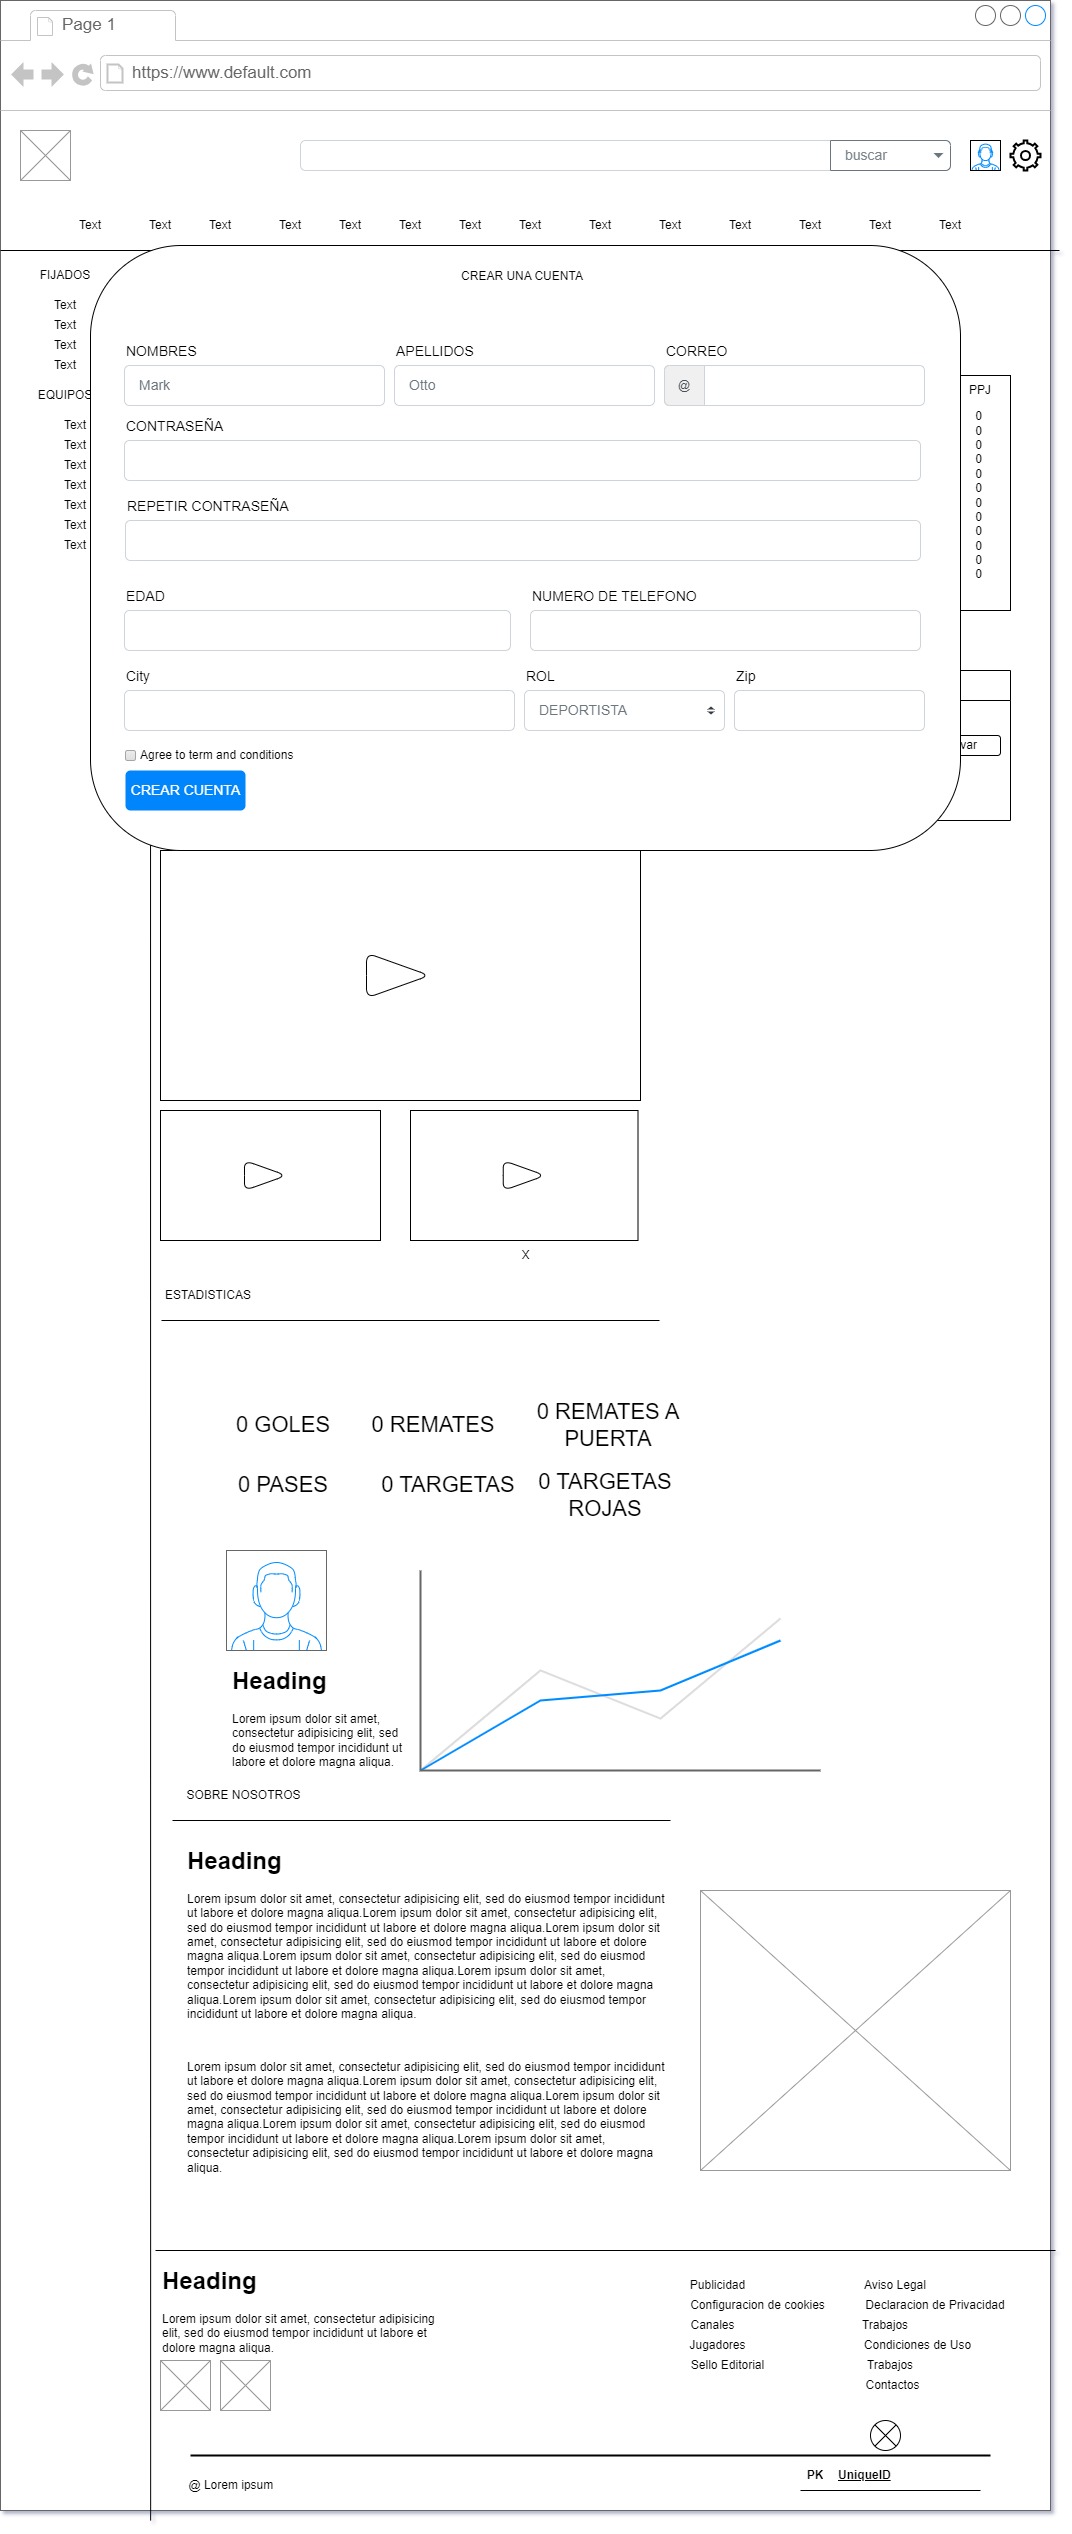 Page 1
https://www.default.com
buscar
Text Text Text Text Text Text Text Text Text Text Text Text Text Text
FIJADOS
Text
Text
Text
Text
EQUIPOS
Text
Text
Text
Text
Text
Text
Text
CREAR UNA CUENTA
NOMBRES APELLIDOS CORREO
Mark Otto @
CONTRASEÑA
REPETIR CONTRASEÑA
EDAD NUMERO DE TELEFONO
City ROL Zip
DEPORTISTA
Agree to term and conditions
CREAR CUENTA
PPJ
0
0
0
0
0
0
0
0
0
0
0
0
var
X
ESTADISTICAS
0 GOLES 0 REMATES 0 REMATES A
PUERTA
0 PASES 0 TARGETAS 0 TARGETAS
ROJAS
Heading
Lorem ipsum dolor sit amet,
consectetur adipisicing elit, sed
do eiusmod tempor incididunt ut
labore et dolore magna aliqua.
SOBRE NOSOTROS
Heading
Lorem ipsum dolor sit amet, consectetur adipisicing elit, sed do eiusmod tempor incididunt
ut labore et dolore magna aliqua.Lorem ipsum dolor sit amet, consectetur adipisicing elit,
sed do eiusmod tempor incididunt ut labore et dolore magna aliqua.Lorem ipsum dolor sit
amet, consectetur adipisicing elit, sed do eiusmod tempor incididunt ut labore et dolore
magna aliqua.Lorem ipsum dolor sit amet, consectetur adipisicing elit, sed do eiusmod
tempor incididunt ut labore et dolore magna aliqua.Lorem ipsum dolor sit amet,
consectetur adipisicing elit, sed do eiusmod tempor incididunt ut labore et dolore magna
aliqua.Lorem ipsum dolor sit amet, consectetur adipisicing elit, sed do eiusmod tempor
incididunt ut labore et dolore magna aliqua.
Lorem ipsum dolor sit amet, consectetur adipisicing elit, sed do eiusmod tempor incididunt
ut labore et dolore magna aliqua.Lorem ipsum dolor sit amet, consectetur adipisicing elit,
sed do eiusmod tempor incididunt ut labore et dolore magna aliqua.Lorem ipsum dolor sit
amet, consectetur adipisicing elit, sed do eiusmod tempor incididunt ut labore et dolore
magna aliqua.Lorem ipsum dolor sit amet, consectetur adipisicing elit, sed do eiusmod
tempor incididunt ut labore et dolore magna aliqua.Lorem ipsum dolor sit amet,
consectetur adipisicing elit, sed do eiusmod tempor incididunt ut labore et dolore magna
aliqua.
Heading
Lorem ipsum dolor sit amet, consectetur adipisicing
elit, sed do eiusmod tempor incididunt ut labore et
dolore magna aliqua.
Publicidad
Configuracion de cookies
Canales
Jugadores
Sello Editorial
Aviso Legal
Declaracion de Privacidad
Trabajos
Condiciones de Uso
Trabajos
Contactos
PK UniqueID
@ Lorem ipsum